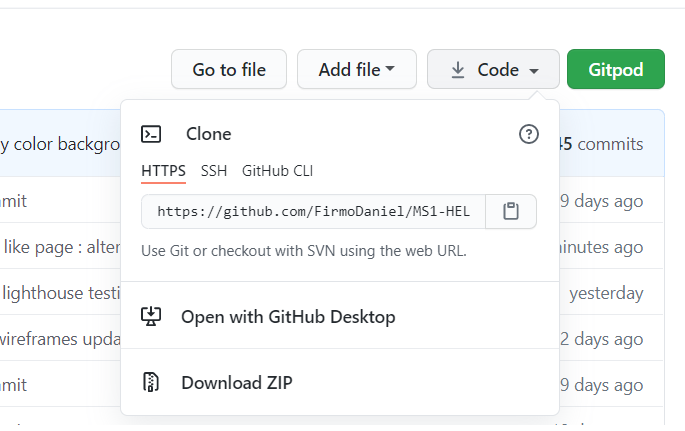 Go to file
Add file
Code
Gitpod
Clone
HTTPS SSH GitHub CLI
https://github.com/FirmoDaniel/MS1-HEL
Use Git or checkout with SVN using the web URL.
Open with GitHub Desktop
Download ZIP
y color backgro
45 commits
mit
9 days ago
like page : alter
minutes ago
lighthouse testi
yesterday
wireframes upda
2 days ago
mit
9 days ago